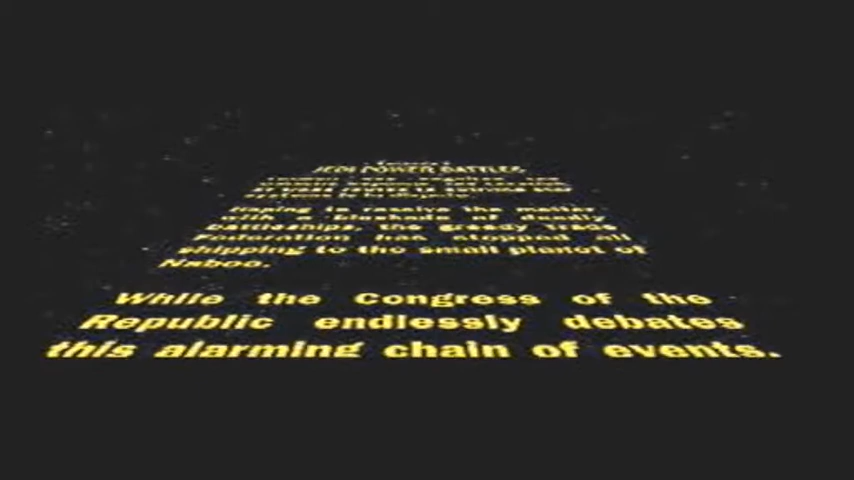 JEDI POWER BATTLES
Hoping to resolve the matter
with a blockade of deadly
battleships, the greedy Trade
Federation has stopped all
shipping to the small planet of
Naboo.
While the Congress of the
Republic endlessly debates
this alarming chain of events.